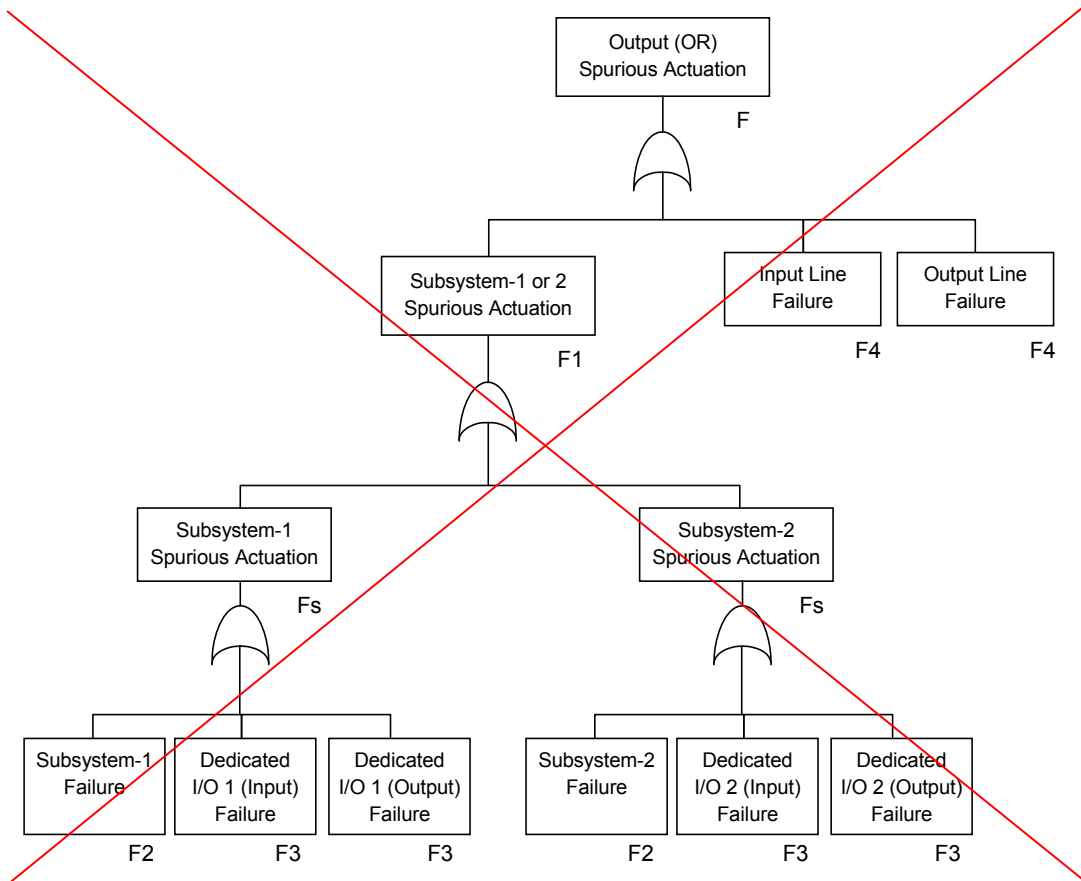 Output (OR)
Spurious Actuation
F
Subsystem-1 or 2
Spurious Actuation
F1
Input Line
Failure
F4
Output Line
Failure
F4
Subsystem-1
Spurious Actuation
Fs
Subsystem-2
Spurious Actuation
Fs
Subsystem-1
Failure
F2
Dedicated
I/O 1 (Input)
Failure
F3
Dedicated
I/O 1 (Output)
Failure
F3
Subsystem-2
Failure
F2
Dedicated
I/O 2 (Input)
Failure
F3
Dedicated
I/O 2 (Output)
Failure
F3